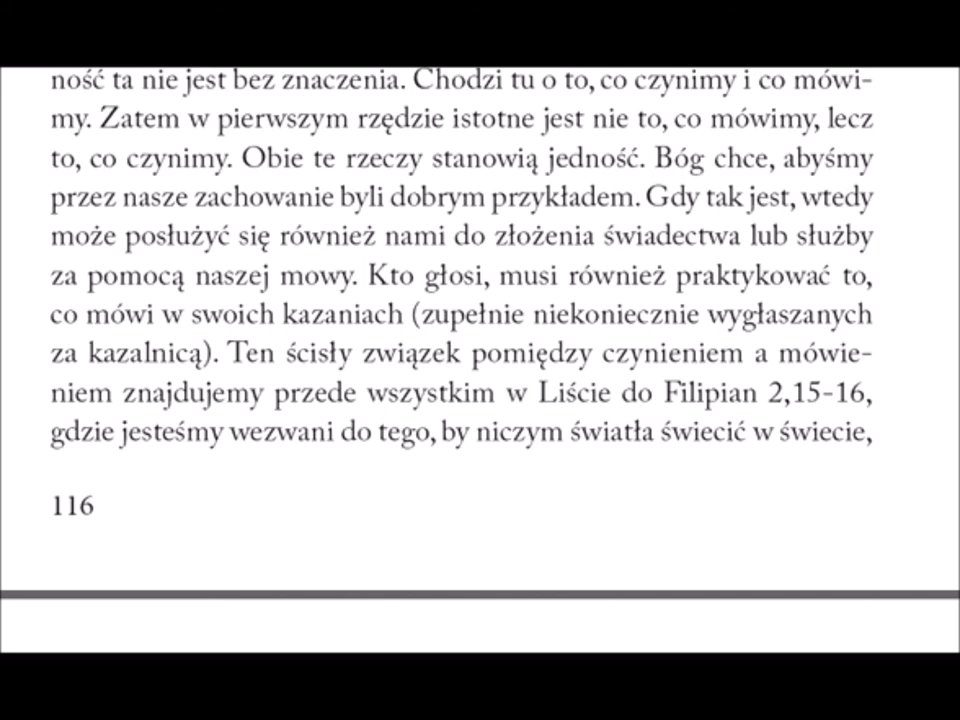 ność ta nie jest bez znaczenia. Chodzi tu o to, co czynimy i co mówi-
my. Zatem w pierwszym rzędzie istotne jest nie to, co mówimy, lecz
to, co czynimy. Obie te rzeczy stanowią jedność. Bóg chce, abyśmy
przez nasze zachowanie byli dobrym przykładem. Gdy tak jest, wtedy
może posłużyć się również nami do złożenia świadectwa lub służby
za pomocą naszej mowy. Kto głosi, musi również praktykować to,
co mówi w swoich kazaniach (zupełnie niekoniecznie wygłaszanych
za kazalnicą). Ten ścisły związek pomiędzy czynieniem a mówie-
niem znajdujemy przede wszystkim w Liście do Filipian 2,15-16,
gdzie jesteśmy wezwani do tego, by niczym światła świecić w świecie,
116